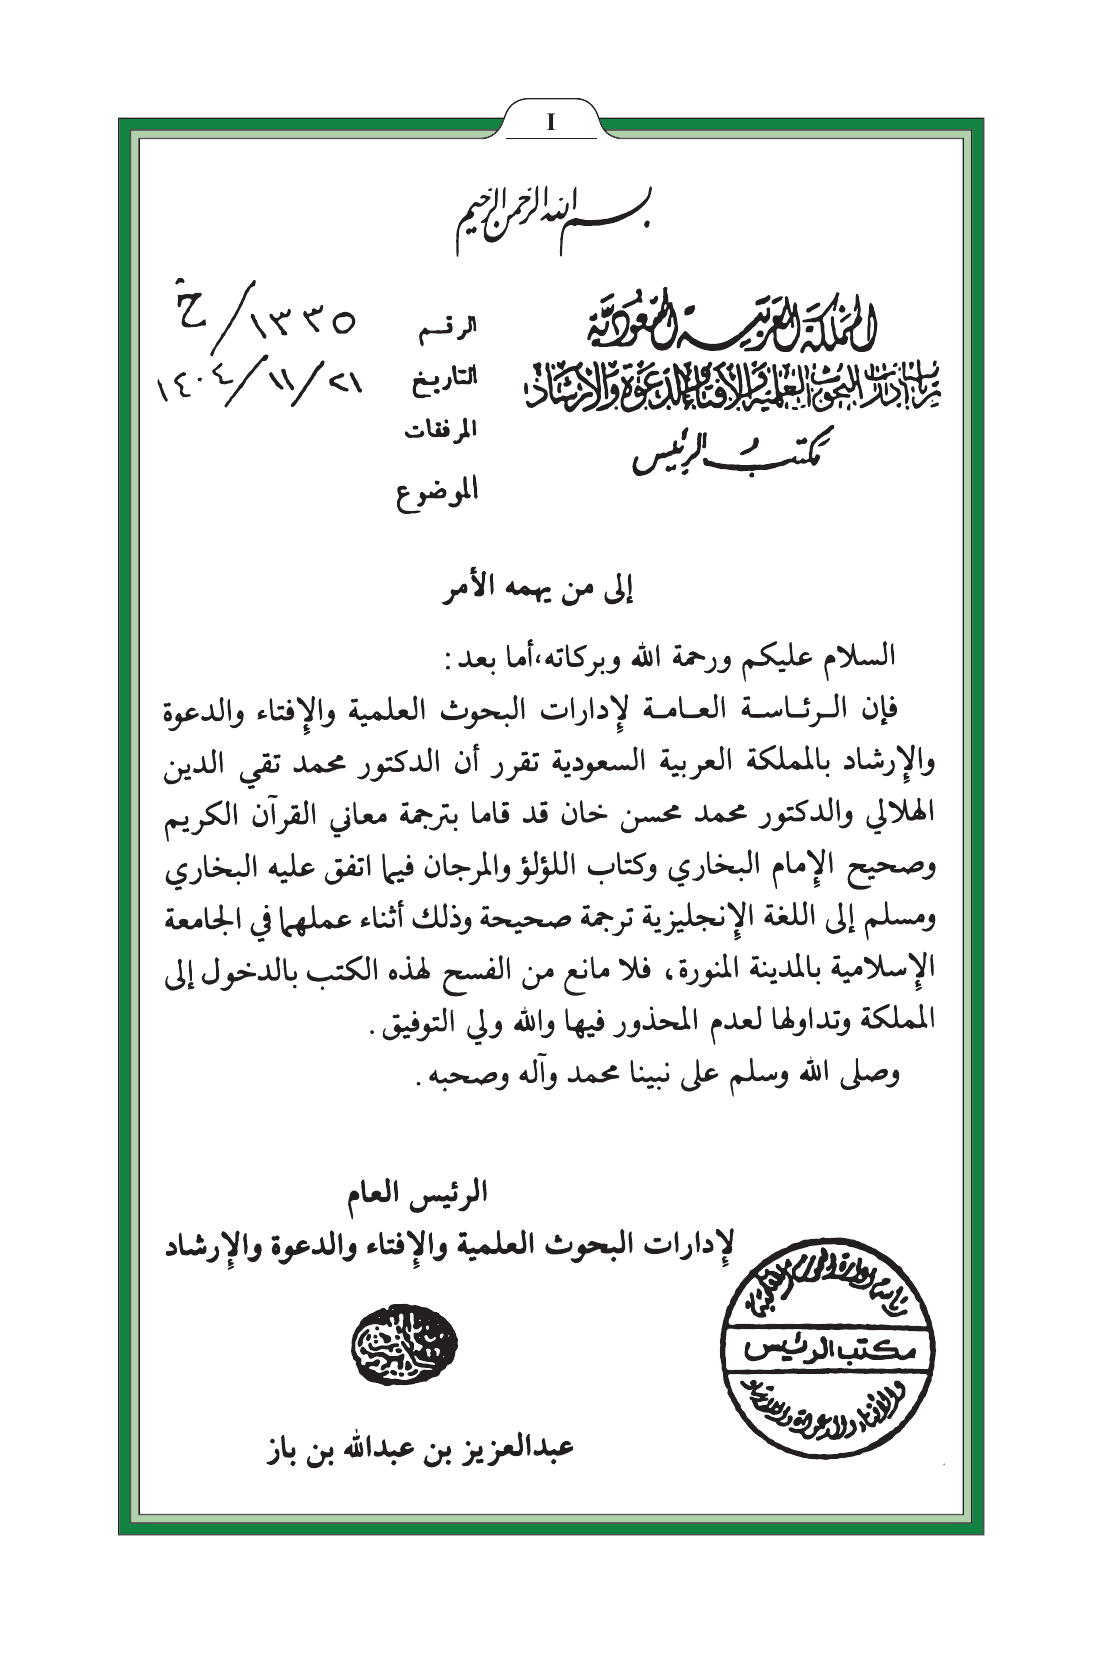 I
بسم الله الرحمن الرحيم
المملكة العربية السعودية
رئاسة إدارات البحوث العلمية والإفتاء والدعوة والإرشاد
مكتب الرئيس
الرقم ١٣٣٥/خ
التاريخ ٢١/١١/١٤٠٤
المرفقات
الموضوع
إلى من يهمه الأمر
السلام عليكم ورحمة الله وبركاته،أما بعد :
فإن الرئاسة العامة لإدارات البحوث العلمية والإفتاء والدعوة
والإرشاد بالمملكة العربية السعودية تقرر أن الدكتور محمد تقي الدين
الهلالي والدكتور محمد محسن خان قد قاما بترجمة معاني القرآن الكريم
وصحيح الإمام البخاري وكتاب اللؤلؤ والمرجان فيما اتفق عليه البخاري
ومسلم إلى اللغة الإنجليزية ترجمة صحيحة وذلك أثناء عملهما في الجامعة
الإسلامية بالمدينة المنورة، فلا مانع من الفسح لهذه الكتب بالدخول إلى
المملكة وتداولها لعدم المحذور فيها والله ولي التوفيق .
وصلى الله وسلم على نبينا محمد وآله وصحبه .
الرئيس العام
لإدارات البحوث العلمية والإفتاء والدعوة والإرشاد
مكتب الرئيس
والافتاء والدعوة والارشاد
عبدالعزيز بن عبدالله بن باز